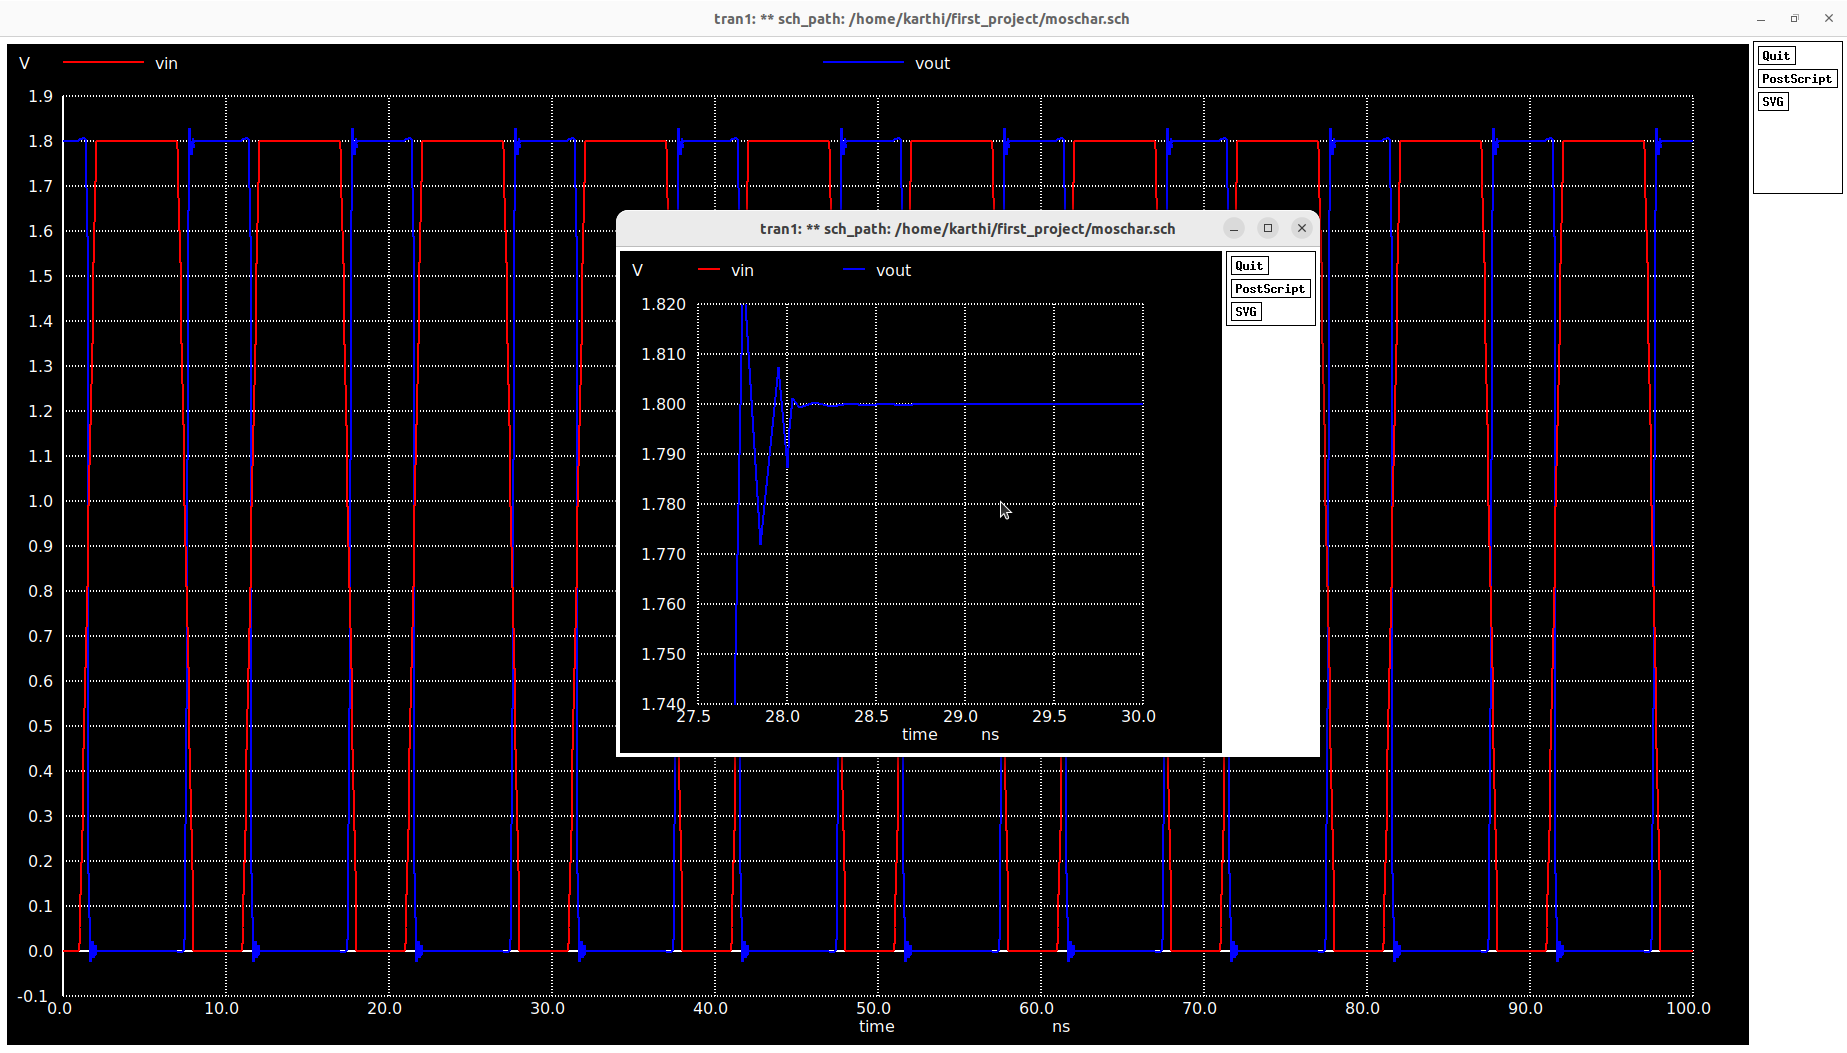 tran1: ** sch_path: /home/karthi/first_project/moschar.sch
V vin vout
Quit
PostScript
SVG
1.9
1.8
1.7
1.6
1.5
1.4
1.3
1.2
1.1
1.0
0.9
0.8
0.7
0.6
0.5
0.4
0.3
0.2
0.1
0.0
-0.1
0.0 10.0 20.0 30.0 40.0 50.0 60.0 70.0 80.0 90.0 100.0
time ns
tran1: ** sch_path: /home/karthi/first_project/moschar.sch
V vin vout
Quit
PostScript
SVG
1.820
1.810
1.800
1.790
1.780
1.770
1.760
1.750
1.740
27.5 28.0 28.5 29.0 29.5 30.0
time ns